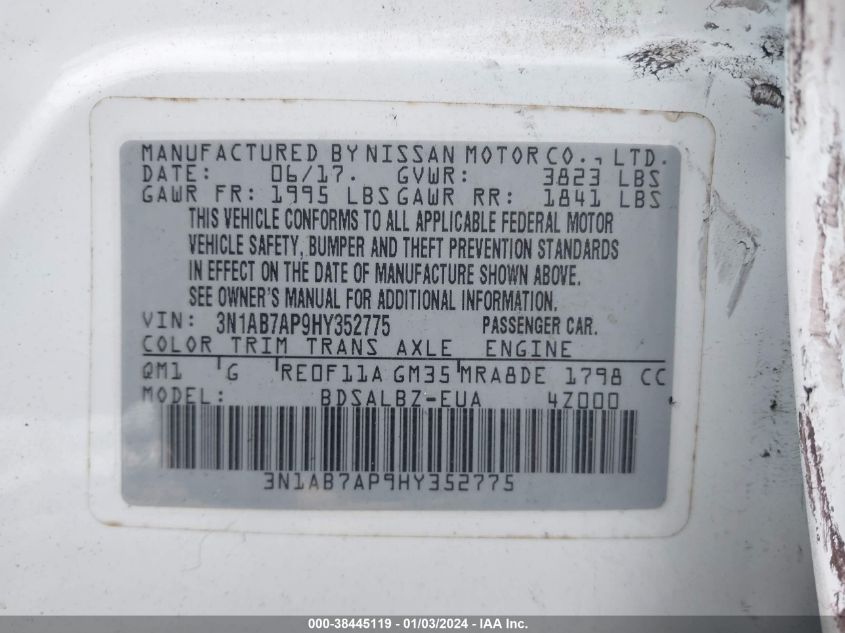 MANUFACTURED BY NISSAN MOTOR CO., LTD.
DATE: 06/17. GVWR: 3823 LBS
GAWR FR: 1995 LBS GAWR RR: 1841 LBS
THIS VEHICLE CONFORMS TO ALL APPLICABLE FEDERAL MOTOR
VEHICLE SAFETY, BUMPER AND THEFT PREVENTION STANDARDS
IN EFFECT ON THE DATE OF MANUFACTURE SHOWN ABOVE.
SEE OWNER'S MANUAL FOR ADDITIONAL INFORMATION.
VIN: 3N1AB7AP9HY352775 PASSENGER CAR.
COLOR TRIM TRANS AXLE ENGINE
QM1 G RE0F11A GM35 MRA8DE 1798 CC
MODEL: BDSALBZ-EUA 4Z000
3N1AB7AP9HY352775
000-38445119 - 01/03/2024 - IAA Inc.